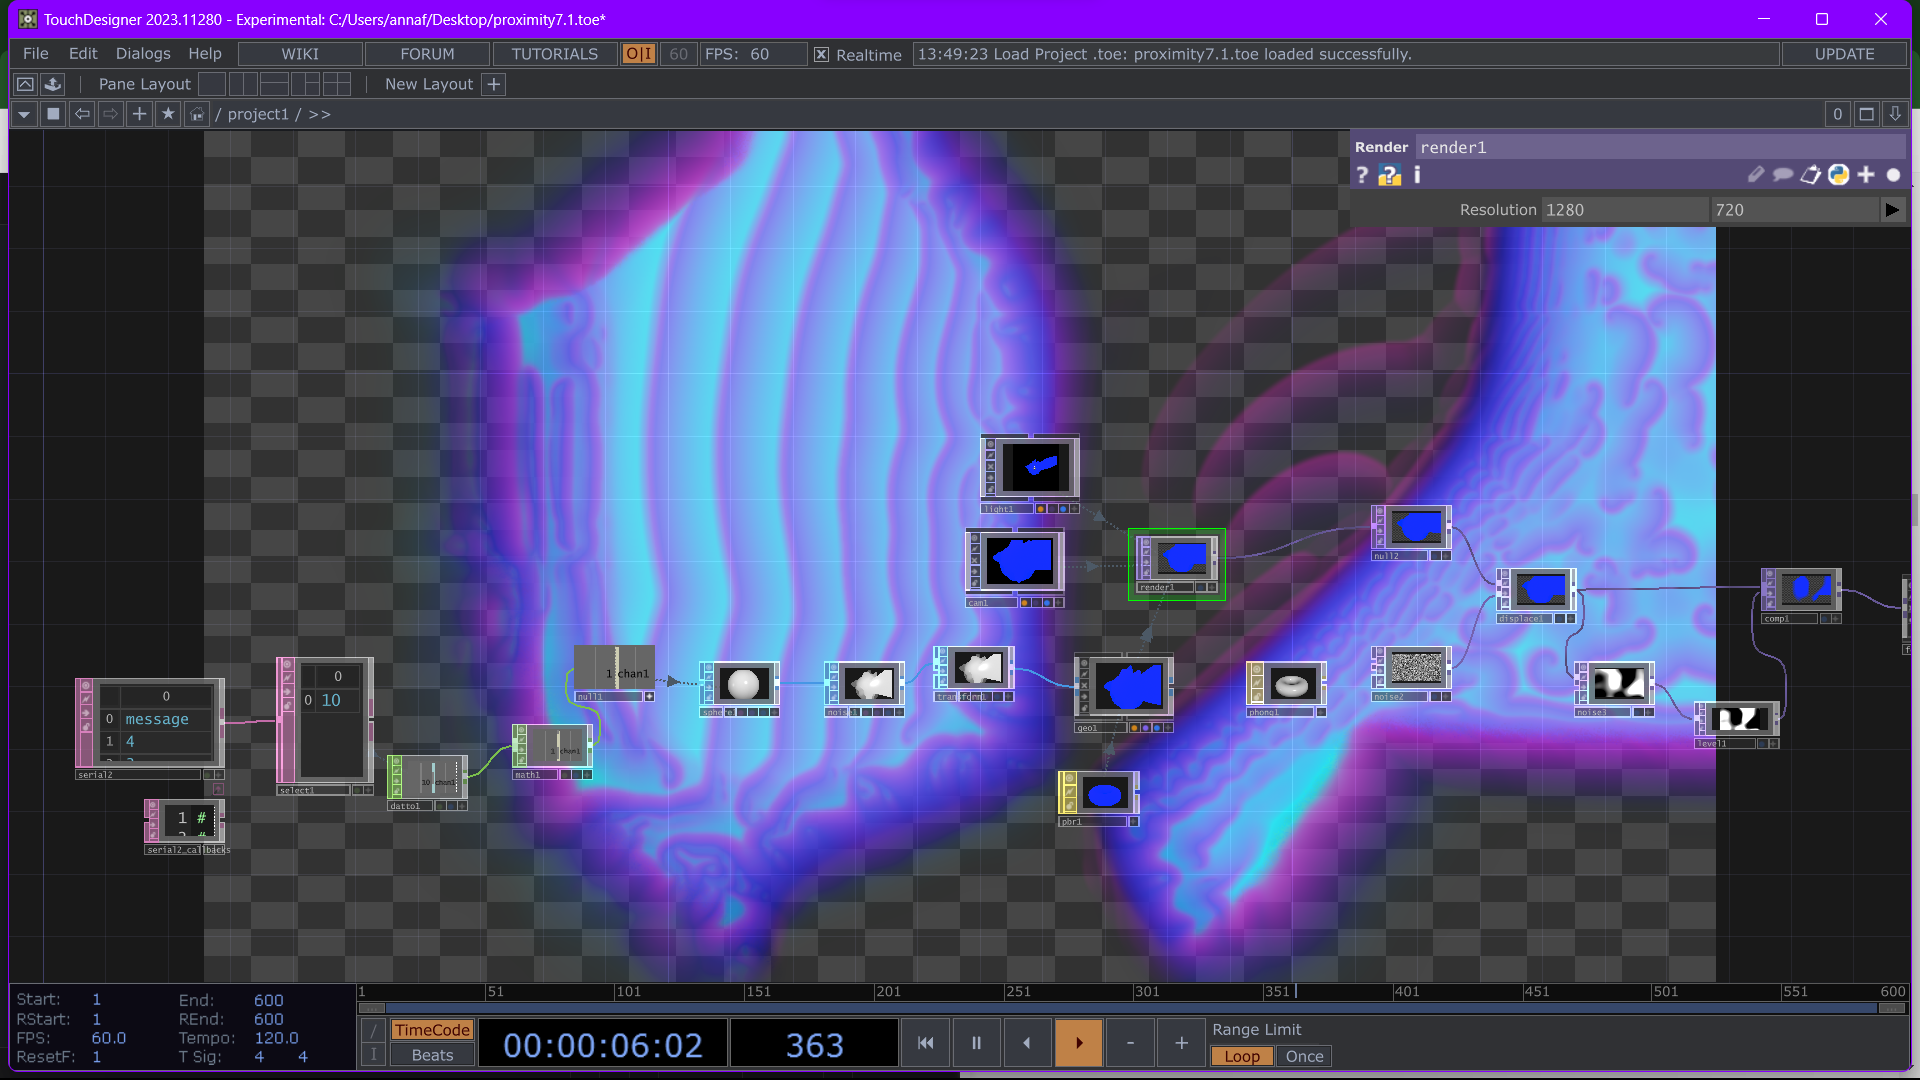 TouchDesigner 2023.11280 - Experimental: C:/Users/annaf/Desktop/proximity7.1.toe*
File Edit Dialogs Help WIKI FORUM TUTORIALS O|I 60 FPS: 60 Realtime 13:49:23 Load Project .toe: proximity7.1.toe loaded successfully. UPDATE
Pane Layout New Layout +
/ project1 / >> 0
Render render1
? ? i
Resolution 1280 720
light1
cam1
render1
null2
displace1
comp1
1 chan1
null1
sphere1
noise1
transform1
geo1
phong1
noise2
noise3
level1
0
0 message
1 4
serial2
0
0 10
select1
10 chan1
datto1
1 chan1
math1
pbr1
1 #
serial2_callbacks
1 51 101 151 201 251 301 351 401 451 501 551 600
Start: 1 End: 600
RStart: 1 REnd: 600
FPS: 60.0 Tempo: 120.0
ResetF: 1 T Sig: 4 4
TimeCode
Beats
00:00:06:02 363
- +
Range Limit
Loop Once